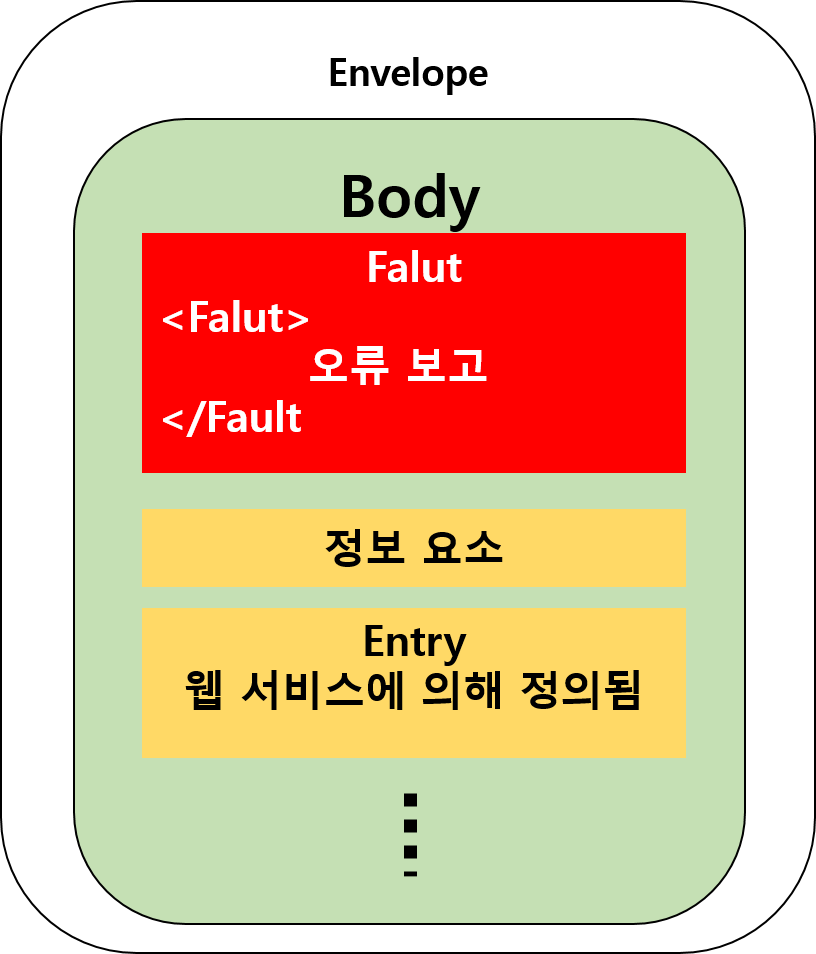 Envelope
Body
Falut
<Falut>
오류 보고
</Fault
정보 요소
Entry
웹 서비스에 의해 정의됨